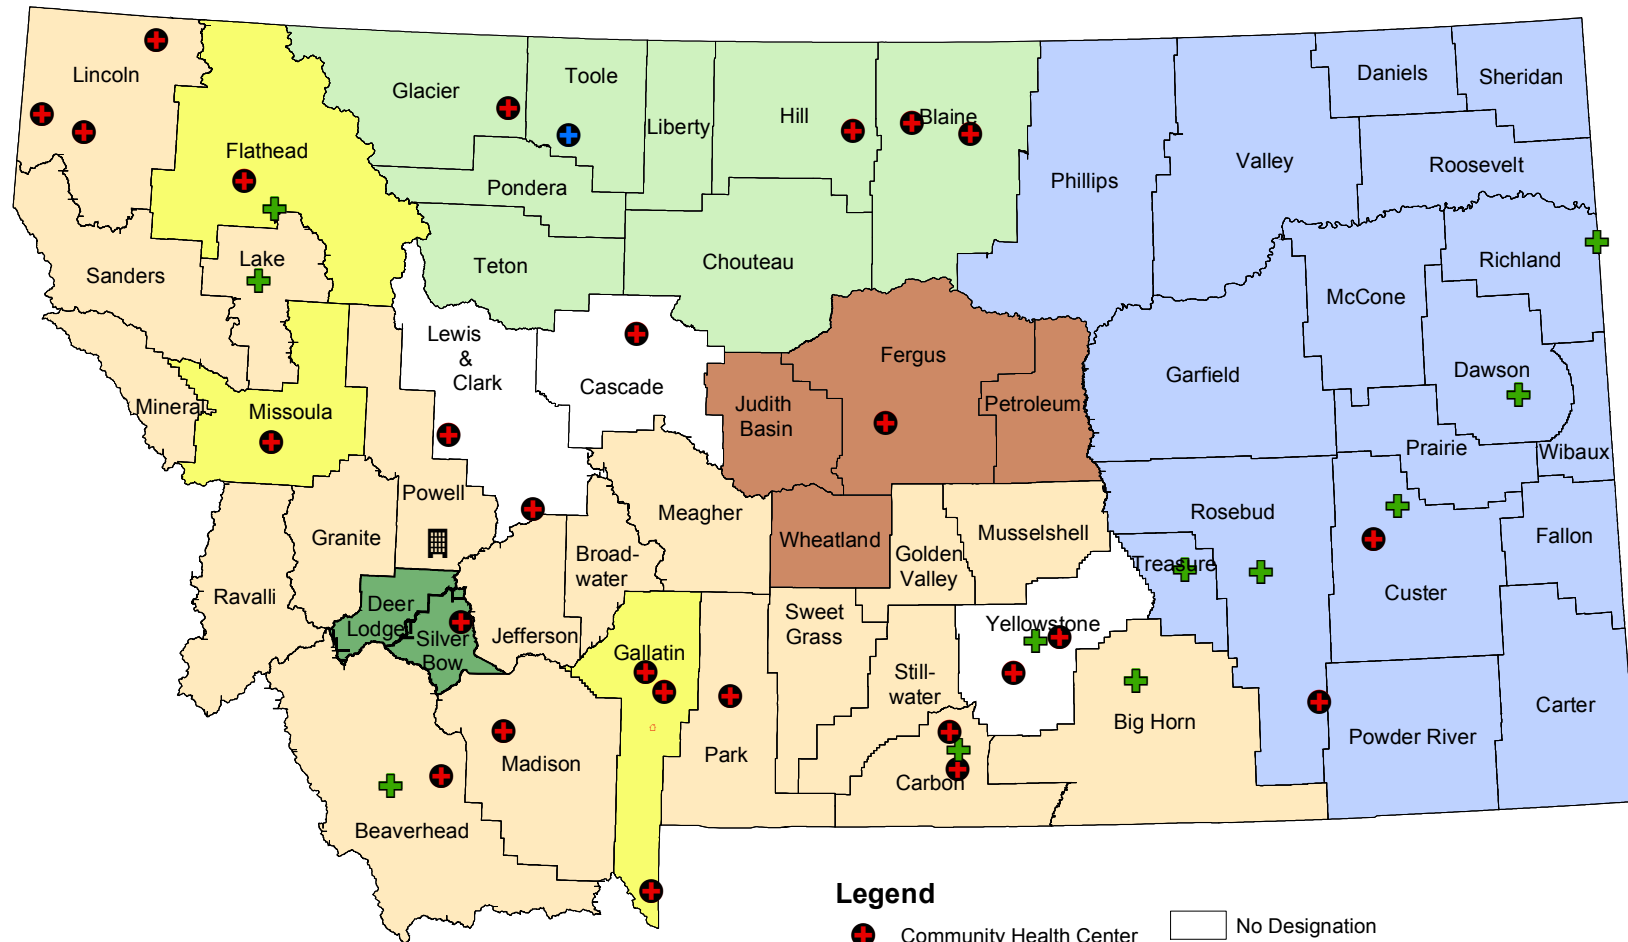 Lincoln
Flathead
Glacier
Toole
Liberty
Hill
Blaine
Phillips
Valley
Daniels
Sheridan
Roosevelt
Pondera
Teton
Chouteau
Sanders
Lake
Richland
McCone
Dawson
Garfield
Prairie
Wibaux
Lewis
&
Clark
Cascade
Fergus
Judith
Basin
Petroleum
Mineral
Missoula
Powell
Granite
Meagher
Wheatland
Golden
Valley
Musselshell
Rosebud
Treasure
Fallon
Custer
Ravalli
Deer
Lodge
Silver
Bow
Jefferson
Broad-
water
Gallatin
Sweet
Grass
Still-
water
Yellowstone
Big Horn
Carter
Powder River
Park
Carbon
Madison
Beaverhead
Legend
Community Health Center
No Designation